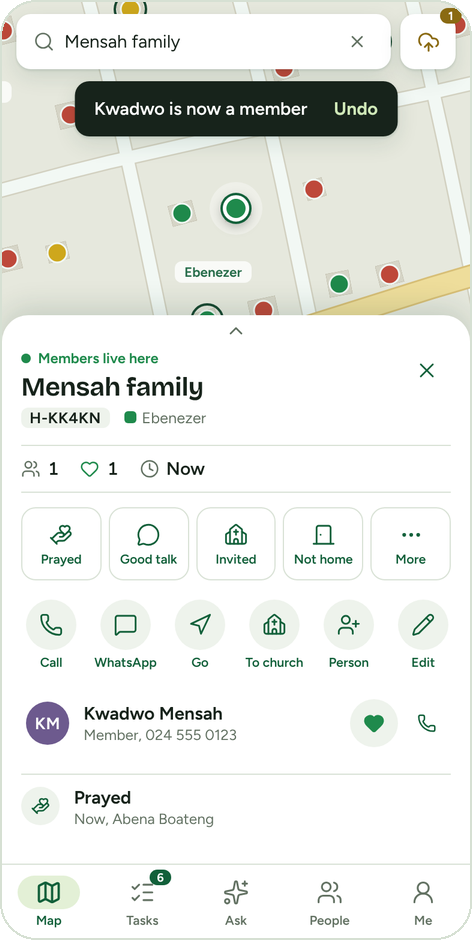 Mensah family
1
Kwadwo is now a member Undo
Ebenezer
Members live here
Mensah family
H-KK4KN Ebenezer
1 1 Now
Prayed Good talk Invited Not home More
Call WhatsApp Go To church Person Edit
KM
Kwadwo Mensah
Member, 024 555 0123
Prayed
Now, Abena Boateng
6
Map Tasks Ask People Me